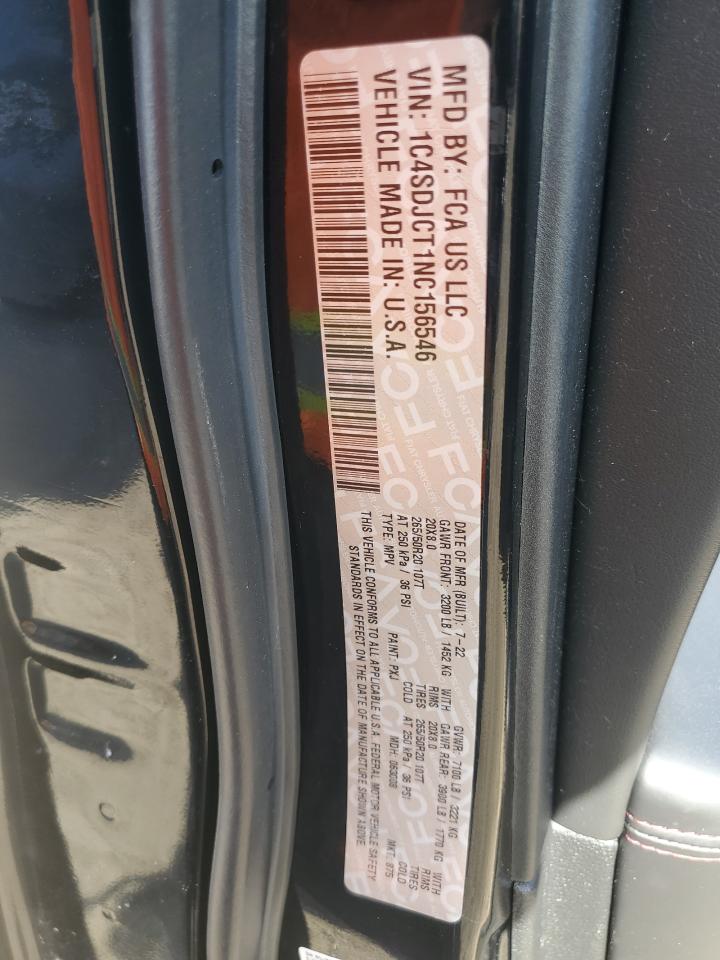 MFD BY: FCA US LLC
VIN: 1C4SDJCT1NC156546
VEHICLE MADE IN: U.S.A.
DATE OF MFR (BUILT): 7-22 GVWR: 7100 LB / 3221 KG
GAWR FRONT: 3200 LB / 1452 KG WITH GAWR REAR: 3900 LB / 1770 KG WITH
20X8.0 RIMS 20X8.0 RIMS
265/50R20 107T TIRES 265/50R20 107T TIRES
AT 250 kPa / 36 PSI COLD AT 250 kPa / 36 PSI COLD
TYPE: MPV PAINT: PXJ MDH: 063008 MKT: 875
THIS VEHICLE CONFORMS TO ALL APPLICABLE U.S.A. FEDERAL MOTOR VEHICLE SAFETY
STANDARDS IN EFFECT ON THE DATE OF MANUFACTURE SHOWN ABOVE